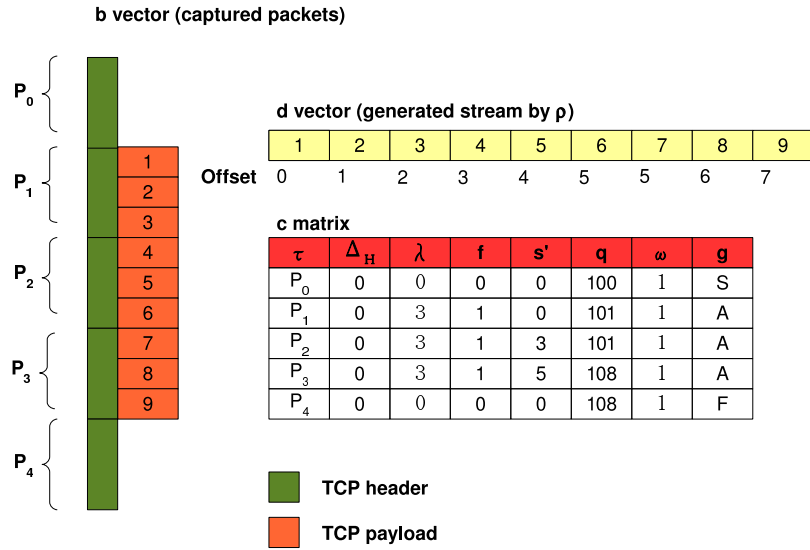 b vector (captured packets)
P0
P1
P2
P3
P4
1
2
3
4
5
6
7
8
9
d vector (generated stream by ρ)
1 2 3 4 5 6 7 8 9
Offset 0 1 2 3 4 5 5 6 7
c matrix
τ ΔH λ f s' q ω g
P0 0 0 0 0 100 1 S
P1 0 3 1 0 101 1 A
P2 0 3 1 3 101 1 A
P3 0 3 1 5 108 1 A
P4 0 0 0 0 108 1 F
TCP header
TCP payload